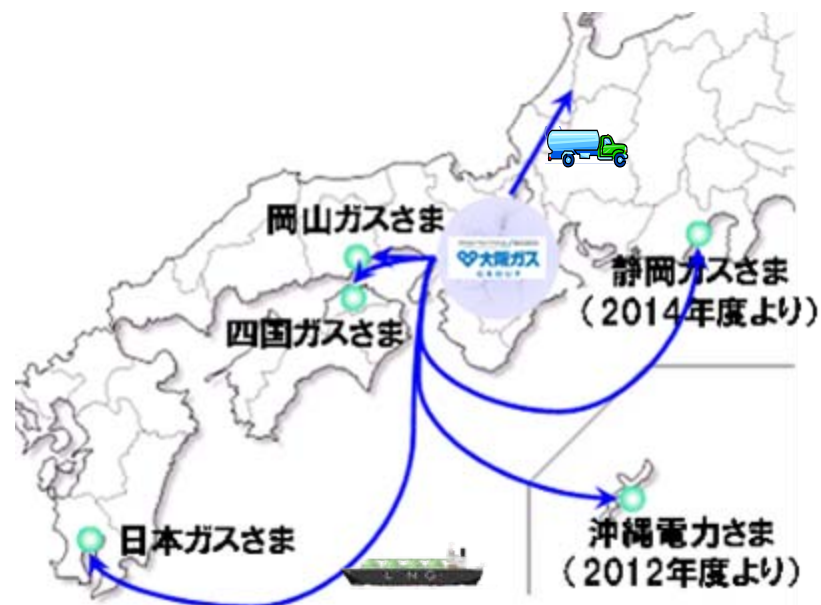 岡山ガスさま
大阪ガス
GROUP
静岡ガスさま
(2014年度より)
四国ガスさま
日本ガスさま
LNG
沖縄電力さま
(2012年度より)